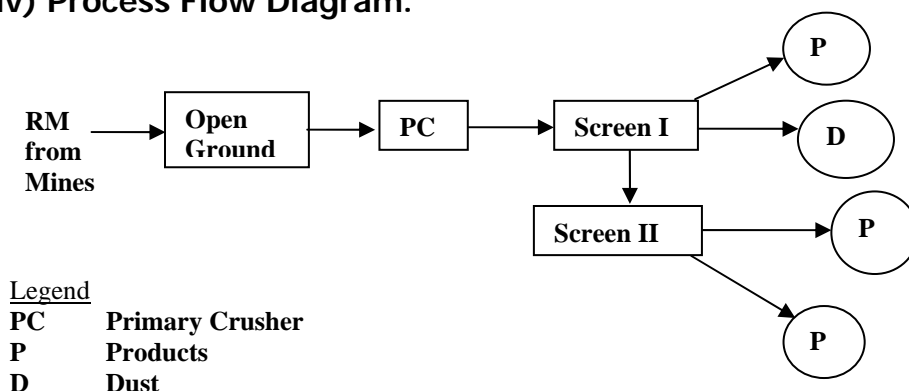 iv) Process Flow Diagram:
P
RM
from
Mines
Open
Ground
PC
Screen I
D
Screen II
P
P
Legend
PC Primary Crusher
P Products
D Dust